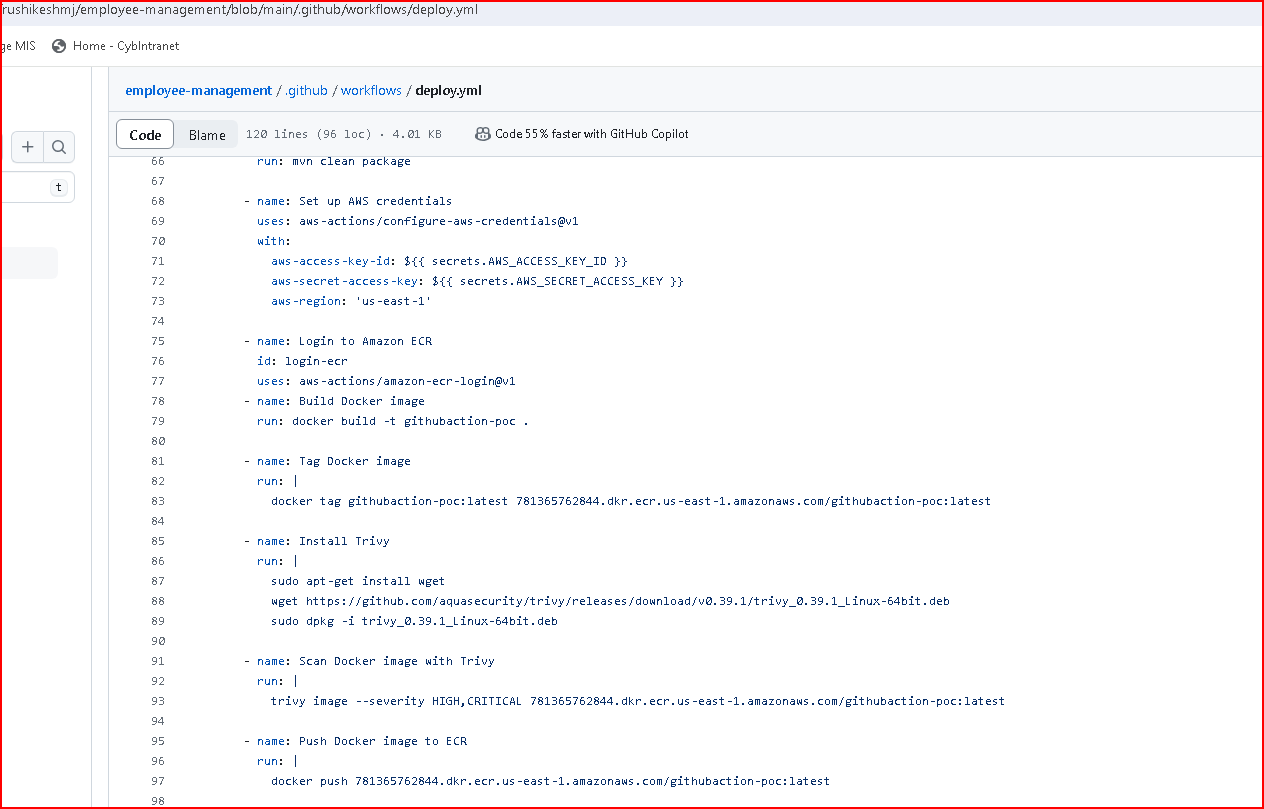 rushikeshmj/employee-management/blob/main/.github/workflows/deploy.yml
ge MIS Home - CybIntranet
employee-management / .github / workflows / deploy.yml
Code Blame 120 lines (96 loc) · 4.01 KB Code 55% faster with GitHub Copilot
t
66 run: mvn clean package
67
68 - name: Set up AWS credentials
69 uses: aws-actions/configure-aws-credentials@v1
70 with:
71 aws-access-key-id: ${{ secrets.AWS_ACCESS_KEY_ID }}
72 aws-secret-access-key: ${{ secrets.AWS_SECRET_ACCESS_KEY }}
73 aws-region: 'us-east-1'
74
75 - name: Login to Amazon ECR
76 id: login-ecr
77 uses: aws-actions/amazon-ecr-login@v1
78 - name: Build Docker image
79 run: docker build -t githubaction-poc .
80
81 - name: Tag Docker image
82 run: |
83 docker tag githubaction-poc:latest 781365762844.dkr.ecr.us-east-1.amazonaws.com/githubaction-poc:latest
84
85 - name: Install Trivy
86 run: |
87 sudo apt-get install wget
88 wget https://github.com/aquasecurity/trivy/releases/download/v0.39.1/trivy_0.39.1_Linux-64bit.deb
89 sudo dpkg -i trivy_0.39.1_Linux-64bit.deb
90
91 - name: Scan Docker image with Trivy
92 run: |
93 trivy image --severity HIGH,CRITICAL 781365762844.dkr.ecr.us-east-1.amazonaws.com/githubaction-poc:latest
94
95 - name: Push Docker image to ECR
96 run: |
97 docker push 781365762844.dkr.ecr.us-east-1.amazonaws.com/githubaction-poc:latest
98